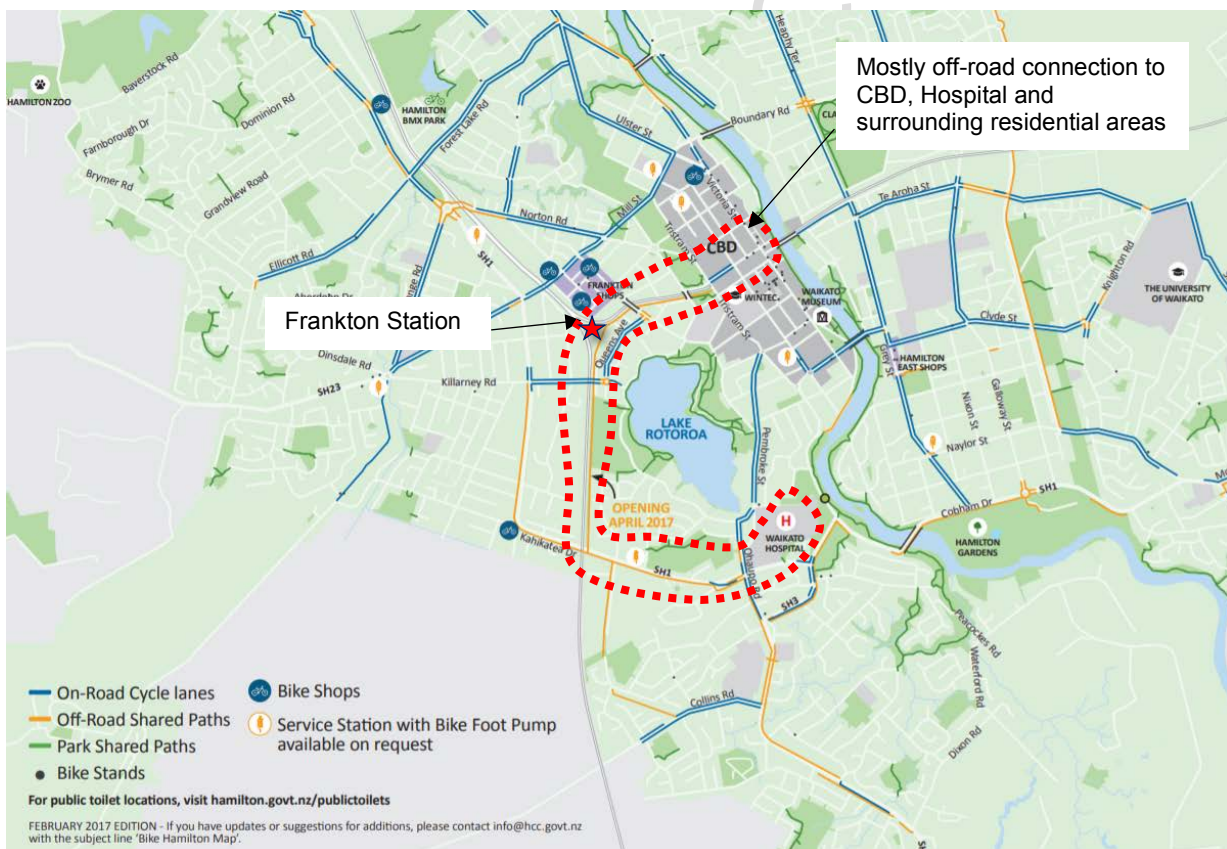 Mostly off-road connection to
CBD, Hospital and
surrounding residential areas
Frankton Station
HAMILTON ZOO
Baverstock Rd
Farnborough Dr
Dominion Rd
Brymer Rd
Grandview Road
HAMILTON
BMX PARK
Forest Lake Rd
Ulster St
Boundary Rd
Heaphy Ter
Victoria St
Te Aroha St
Norton Rd
Mill St
Tristram St
CBD
SH1
Ellicott Rd
FRANKTON
WINTEC
WAIKATO
MUSEUM
Tristram St
Queens Ave
Knighton Rd
THE UNIVERSITY
OF WAIKATO
Clyde St
Grey St
HAMILTON
EAST SHOPS
Dinsdale Rd
SH23
Killarney Rd
LAKE
ROTOROA
Nixon St
Galloway St
Naylor St
Pembroke St
OPENING
APRIL 2017
H
WAIKATO
HOSPITAL
Cobham Dr
SH1
HAMILTON
GARDENS
Kahikatea Dr
SH1
Ohaupo Rd
SH3
Peacockes Rd
Waterford Rd
Dixon Rd
Collins Rd
On-Road Cycle lanes
Off-Road Shared Paths
Park Shared Paths
Bike Stands
Bike Shops
Service Station with Bike Foot Pump
available on request
For public toilet locations, visit hamilton.govt.nz/publictoilets
FEBRUARY 2017 EDITION - If you have updates or suggestions for additions, please contact info@hcc.govt.nz
with the subject line 'Bike Hamilton Map'.